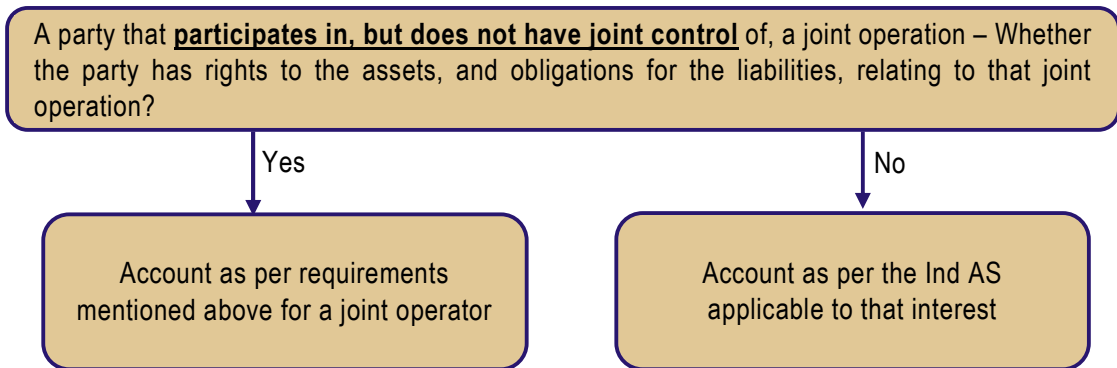 A party that participates in, but does not have joint control of, a joint operation – Whether
the party has rights to the assets, and obligations for the liabilities, relating to that joint
operation?
Yes
No
Account as per requirements
mentioned above for a joint operator
Account as per the Ind AS
applicable to that interest